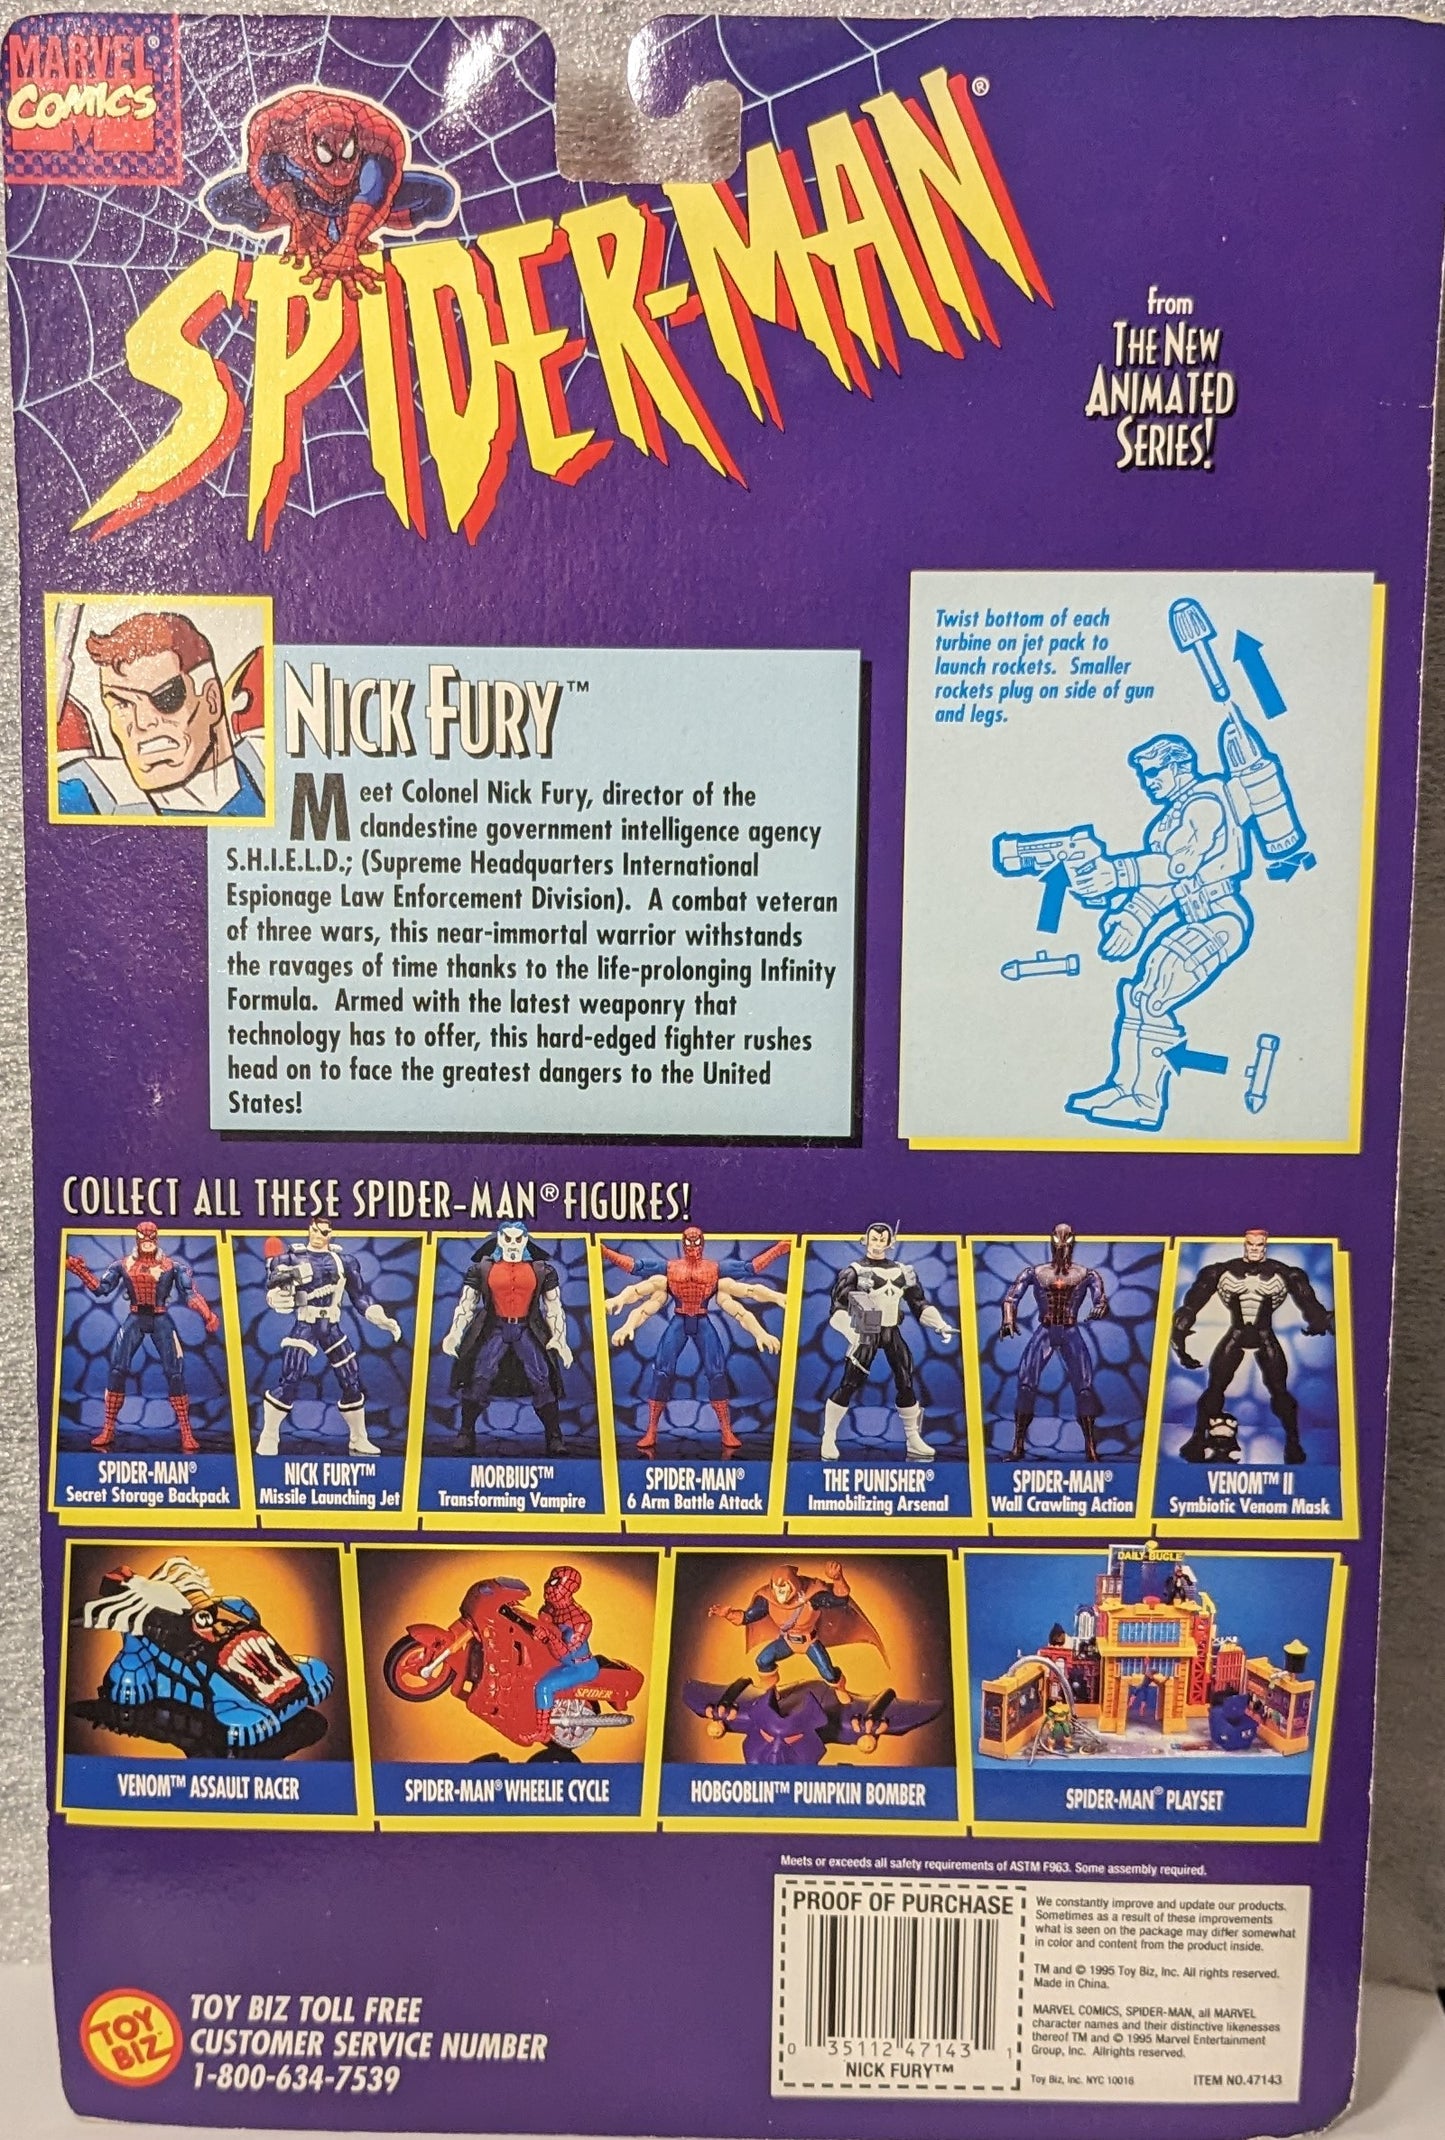 MARVEL®
COMICS
SPIDER-MAN®
from
THE NEW
ANIMATED
SERIES!
NICK FURY™
Meet Colonel Nick Fury, director of the
clandestine government intelligence agency
S.H.I.E.L.D.; (Supreme Headquarters International
Espionage Law Enforcement Division). A combat veteran
of three wars, this near-immortal warrior withstands
the ravages of time thanks to the life-prolonging Infinity
Formula. Armed with the latest weaponry that
technology has to offer, this hard-edged fighter rushes
head on to face the greatest dangers to the United
States!
Twist bottom of each
turbine on jet pack to
launch rockets. Smaller
rockets plug on side of gun
and legs.
COLLECT ALL THESE SPIDER-MAN® FIGURES!
SPIDER-MAN®
Secret Storage Backpack
NICK FURY™
Missile Launching Jet
MORBIUS™
Transforming Vampire
SPIDER-MAN®
6 Arm Battle Attack
THE PUNISHER®
Immobilizing Arsenal
SPIDER-MAN®
Wall Crawling Action
VENOM™ II
Symbiotic Venom Mask
VENOM™ ASSAULT RACER
SPIDER
SPIDER-MAN® WHEELIE CYCLE
HOBGOBLIN™ PUMPKIN BOMBER
DAILY BUGLE
SPIDER-MAN® PLAYSET
Meets or exceeds all safety requirements of ASTM F963. Some assembly required.
PROOF OF PURCHASE
0 35112 47143 1
NICK FURY™
We constantly improve and update our products.
Sometimes as a result of these improvements
what is seen on the package may differ somewhat
in color and content from the product inside.
TM and © 1995 Toy Biz, Inc. All rights reserved.
Made in China.
MARVEL COMICS, SPIDER-MAN, all MARVEL
character names and their distinctive likenesses
thereof TM and © 1995 Marvel Entertainment
Group, Inc. Allrights reserved.
Toy Biz, Inc. NYC 10016 ITEM NO.47143
TOY
BIZ
TOY BIZ TOLL FREE
CUSTOMER SERVICE NUMBER
1-800-634-7539